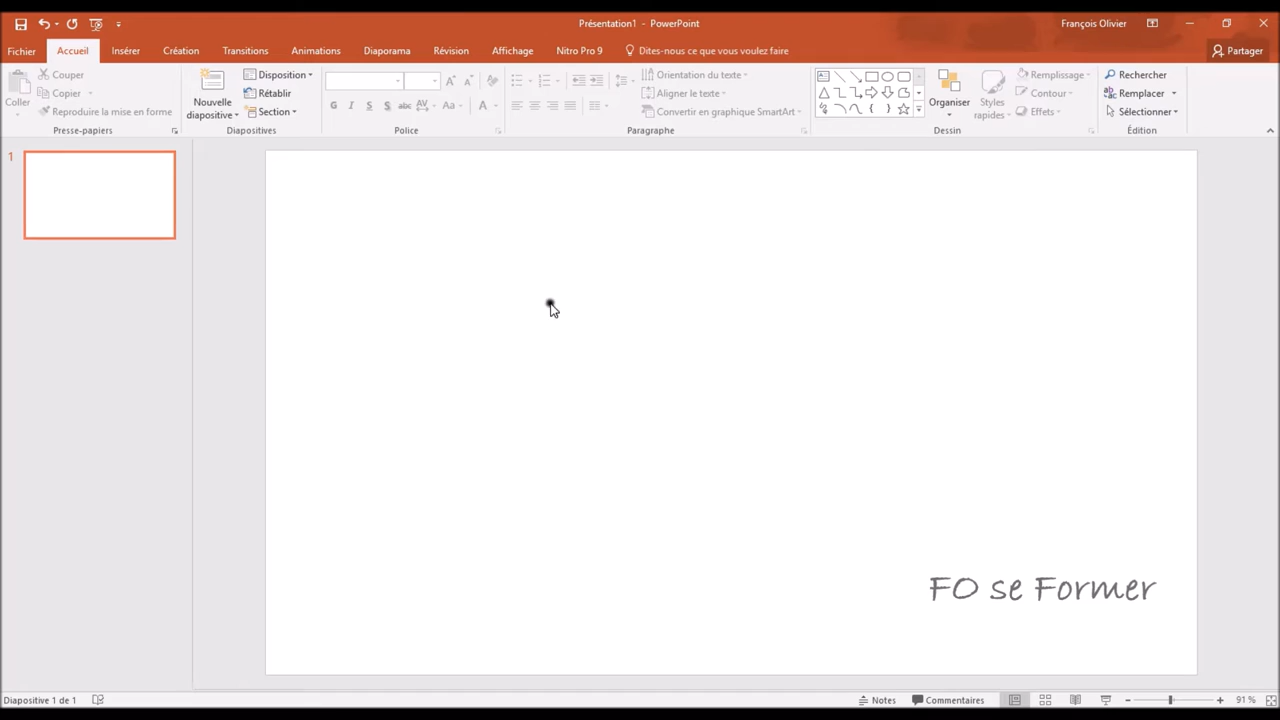 Présentation1 - PowerPoint
François Olivier
Fichier Accueil Insérer Création Transitions Animations Diaporama Révision Affichage Nitro Pro 9 Dites-nous ce que vous voulez faire Partager
Coller
Couper
Copier
Reproduire la mise en forme
Presse-papiers
Nouvelle diapositive
Disposition
Rétablir
Section
Diapositives
G I S S abc AV Aa A
Police
Orientation du texte
Aligner le texte
Convertir en graphique SmartArt
Paragraphe
Organiser
Styles rapides
Remplissage
Contour
Effets
Dessin
Rechercher
Remplacer
Sélectionner
Édition
1
FO se Former
Diapositive 1 de 1
Notes Commentaires 91 %